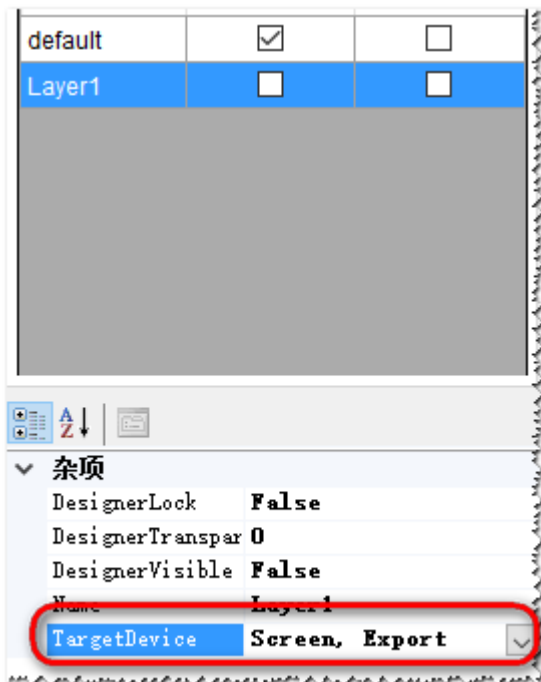 default
Layer1
杂项
DesignerLock False
DesignerTranspar 0
DesignerVisible False
Name Layer1
TargetDevice Screen, Export